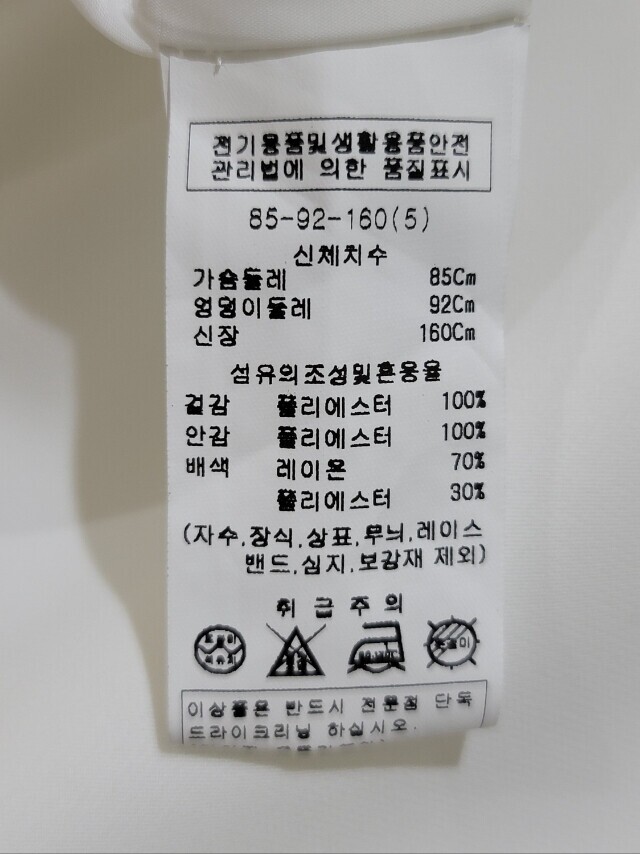 전기용품및생활용품안전
관리법에 의한 품질표시
85-92-160(5)
신체치수
가슴둘레 85Cm
엉덩이둘레 92Cm
신장 160Cm
섬유의조성및혼용율
겉감 폴리에스터 100%
안감 폴리에스터 100%
배색 레이온 70%
폴리에스터 30%
(자수,장식,상표,무늬,레이스
밴드,심지,보강재 제외)
취 급 주 의
드라이
이상품은 반드시 전문점 단독
드라이크리닝 하십시오.